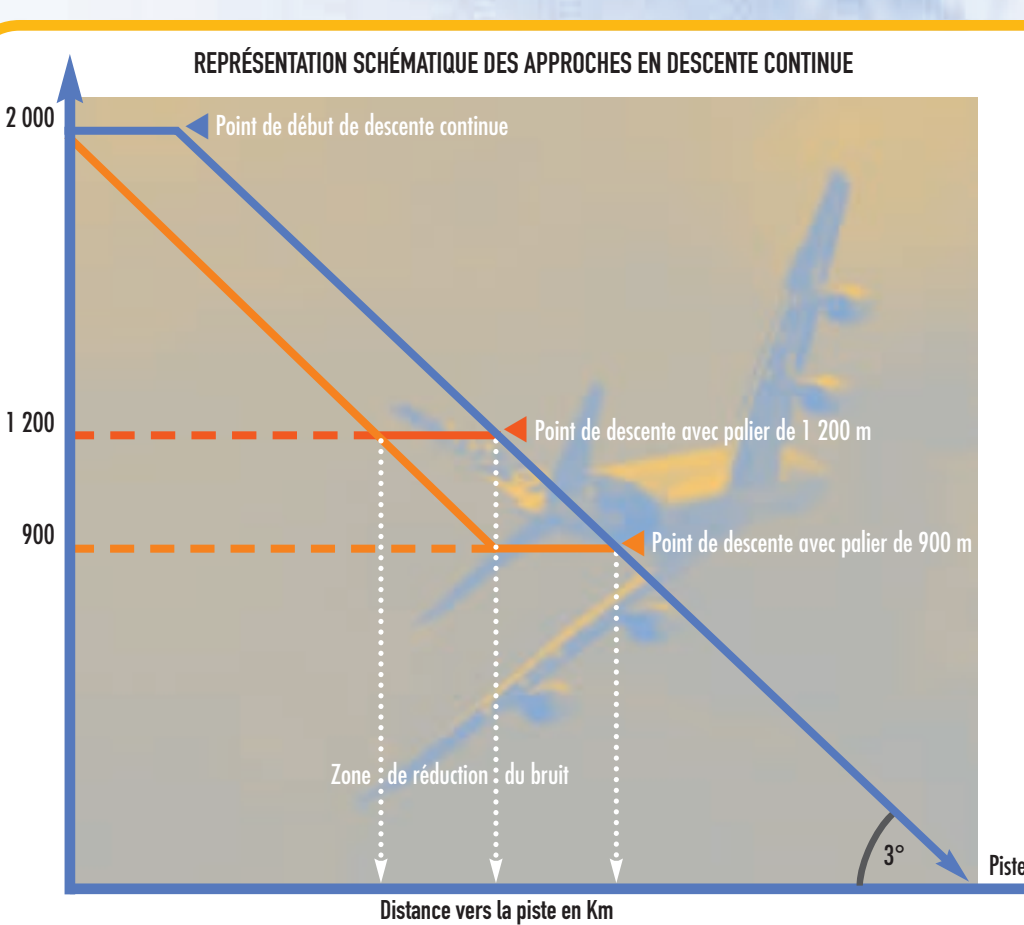 REPRÉSENTATION SCHÉMATIQUE DES APPROCHES EN DESCENTE CONTINUE
2 000
Point de début de descente continue
1 200
Point de descente avec palier de 1 200 m
900
Point de descente avec palier de 900 m
Zone de réduction du bruit
3°
Piste
Distance vers la piste en Km